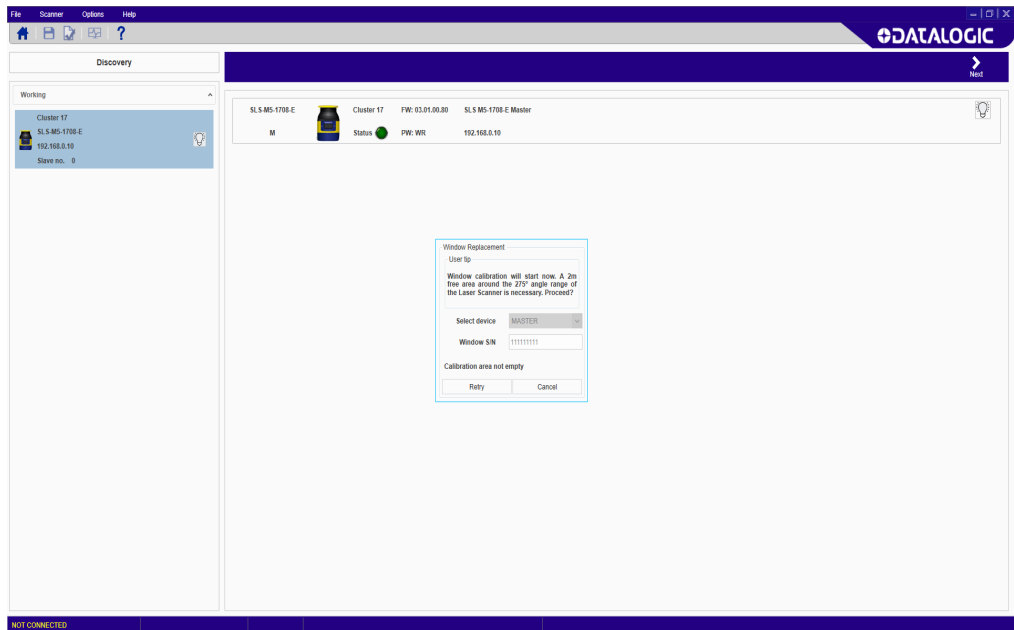 File Scanner Options Help
?
DATALOGIC
Discovery
Next
Working
Cluster 17
SLS-M5-1708-E
192.168.0.10
Slave no. 0
SLS-M5-1708-E Cluster 17 FW: 03.01.00.80 SLS M5-1708-E Master
M Status PW: WR 192.168.0.10
Window Replacement
User tip
Window calibration will start now. A 2m
free area around the 275° angle range of
the Laser Scanner is necessary. Proceed?
Select device MASTER
Window S/N 111111111
Calibration area not empty
Retry Cancel
NOT CONNECTED